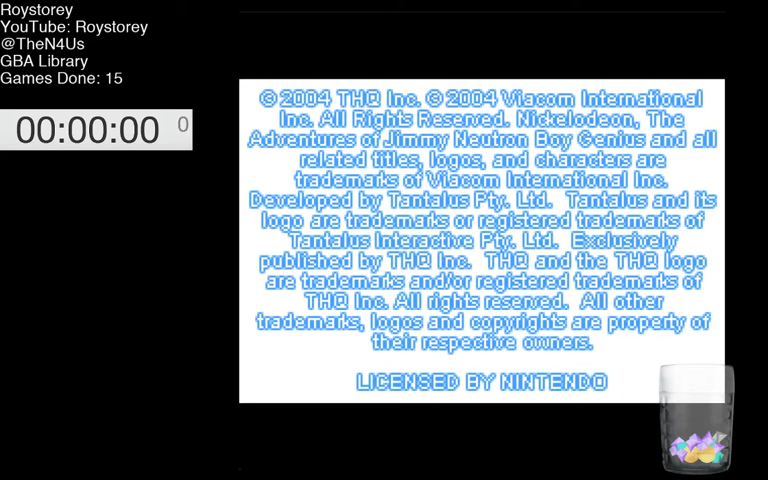 Roystorey
YouTube: Roystorey
@TheN4Us
GBA Library
Games Done: 15
00:00:00 0
© 2004 THQ Inc. © 2004 Viacom International
Inc. All Rights Reserved. Nickelodeon, The
Adventures of Jimmy Neutron Boy Genius and all
related titles, logos, and characters are
trademarks of Viacom International Inc.
Developed by Tantalus Pty. Ltd. Tantalus and its
logo are trademarks or registered trademarks of
Tantalus Interactive Pty. Ltd. Exclusively
published by THQ Inc. THQ and the THQ logo
are trademarks and/or registered trademarks of
THQ Inc. All rights reserved. All other
trademarks, logos and copyrights are property of
their respective owners.
LICENSED BY NINTENDO